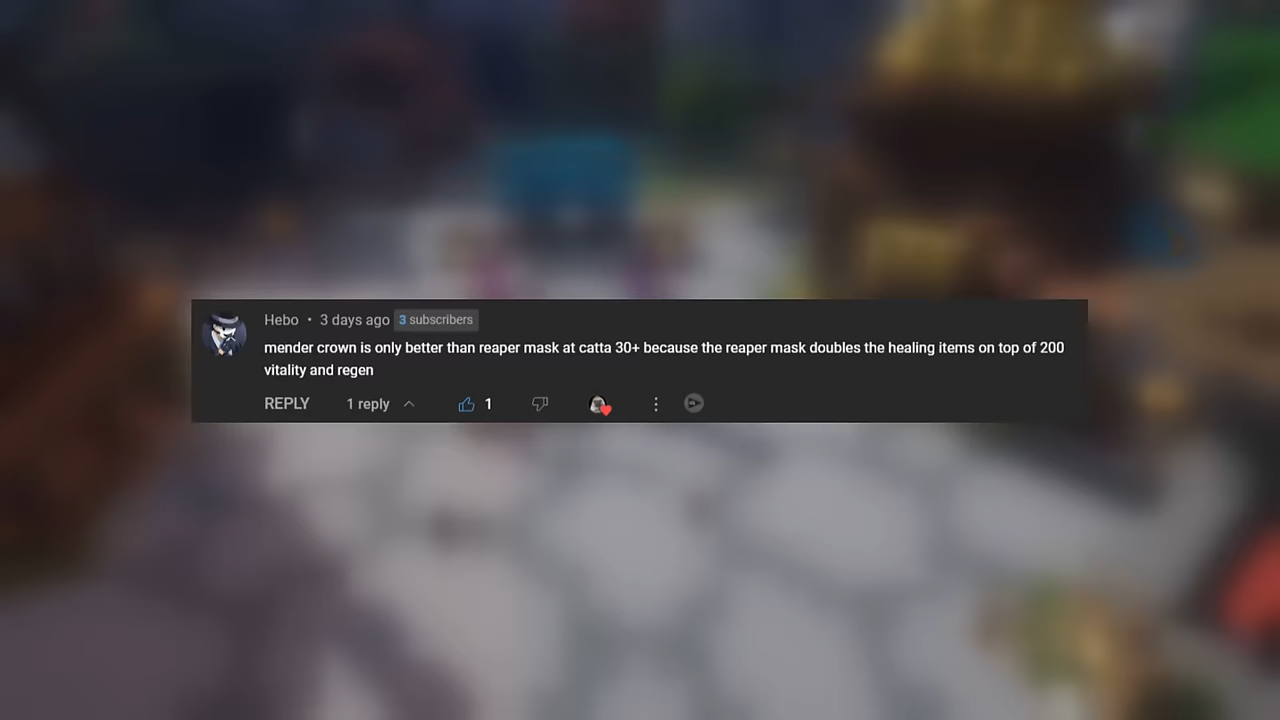 Hebo • 3 days ago 3 subscribers
mender crown is only better than reaper mask at catta 30+ because the reaper mask doubles the healing items on top of 200
vitality and regen
REPLY 1 reply 1